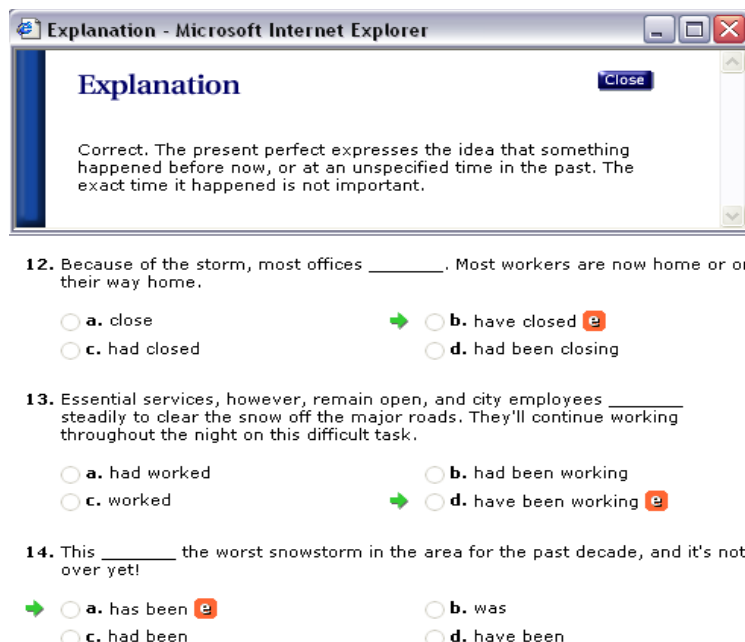 Explanation - Microsoft Internet Explorer
Explanation
Close
Correct. The present perfect expresses the idea that something
happened before now, or at an unspecified time in the past. The
exact time it happened is not important.
12. Because of the storm, most offices ________. Most workers are now home or
their way home.
a. close
b. have closed e
c. had closed
d. had been closing
13. Essential services, however, remain open, and city employees ________
steadily to clear the snow off the major roads. They'll continue working
throughout the night on this difficult task.
a. had worked
b. had been working
c. worked
d. have been working e
14. This ________ the worst snowstorm in the area for the past decade, and it's not
over yet!
a. has been e
b. was
c. had been
d. have been